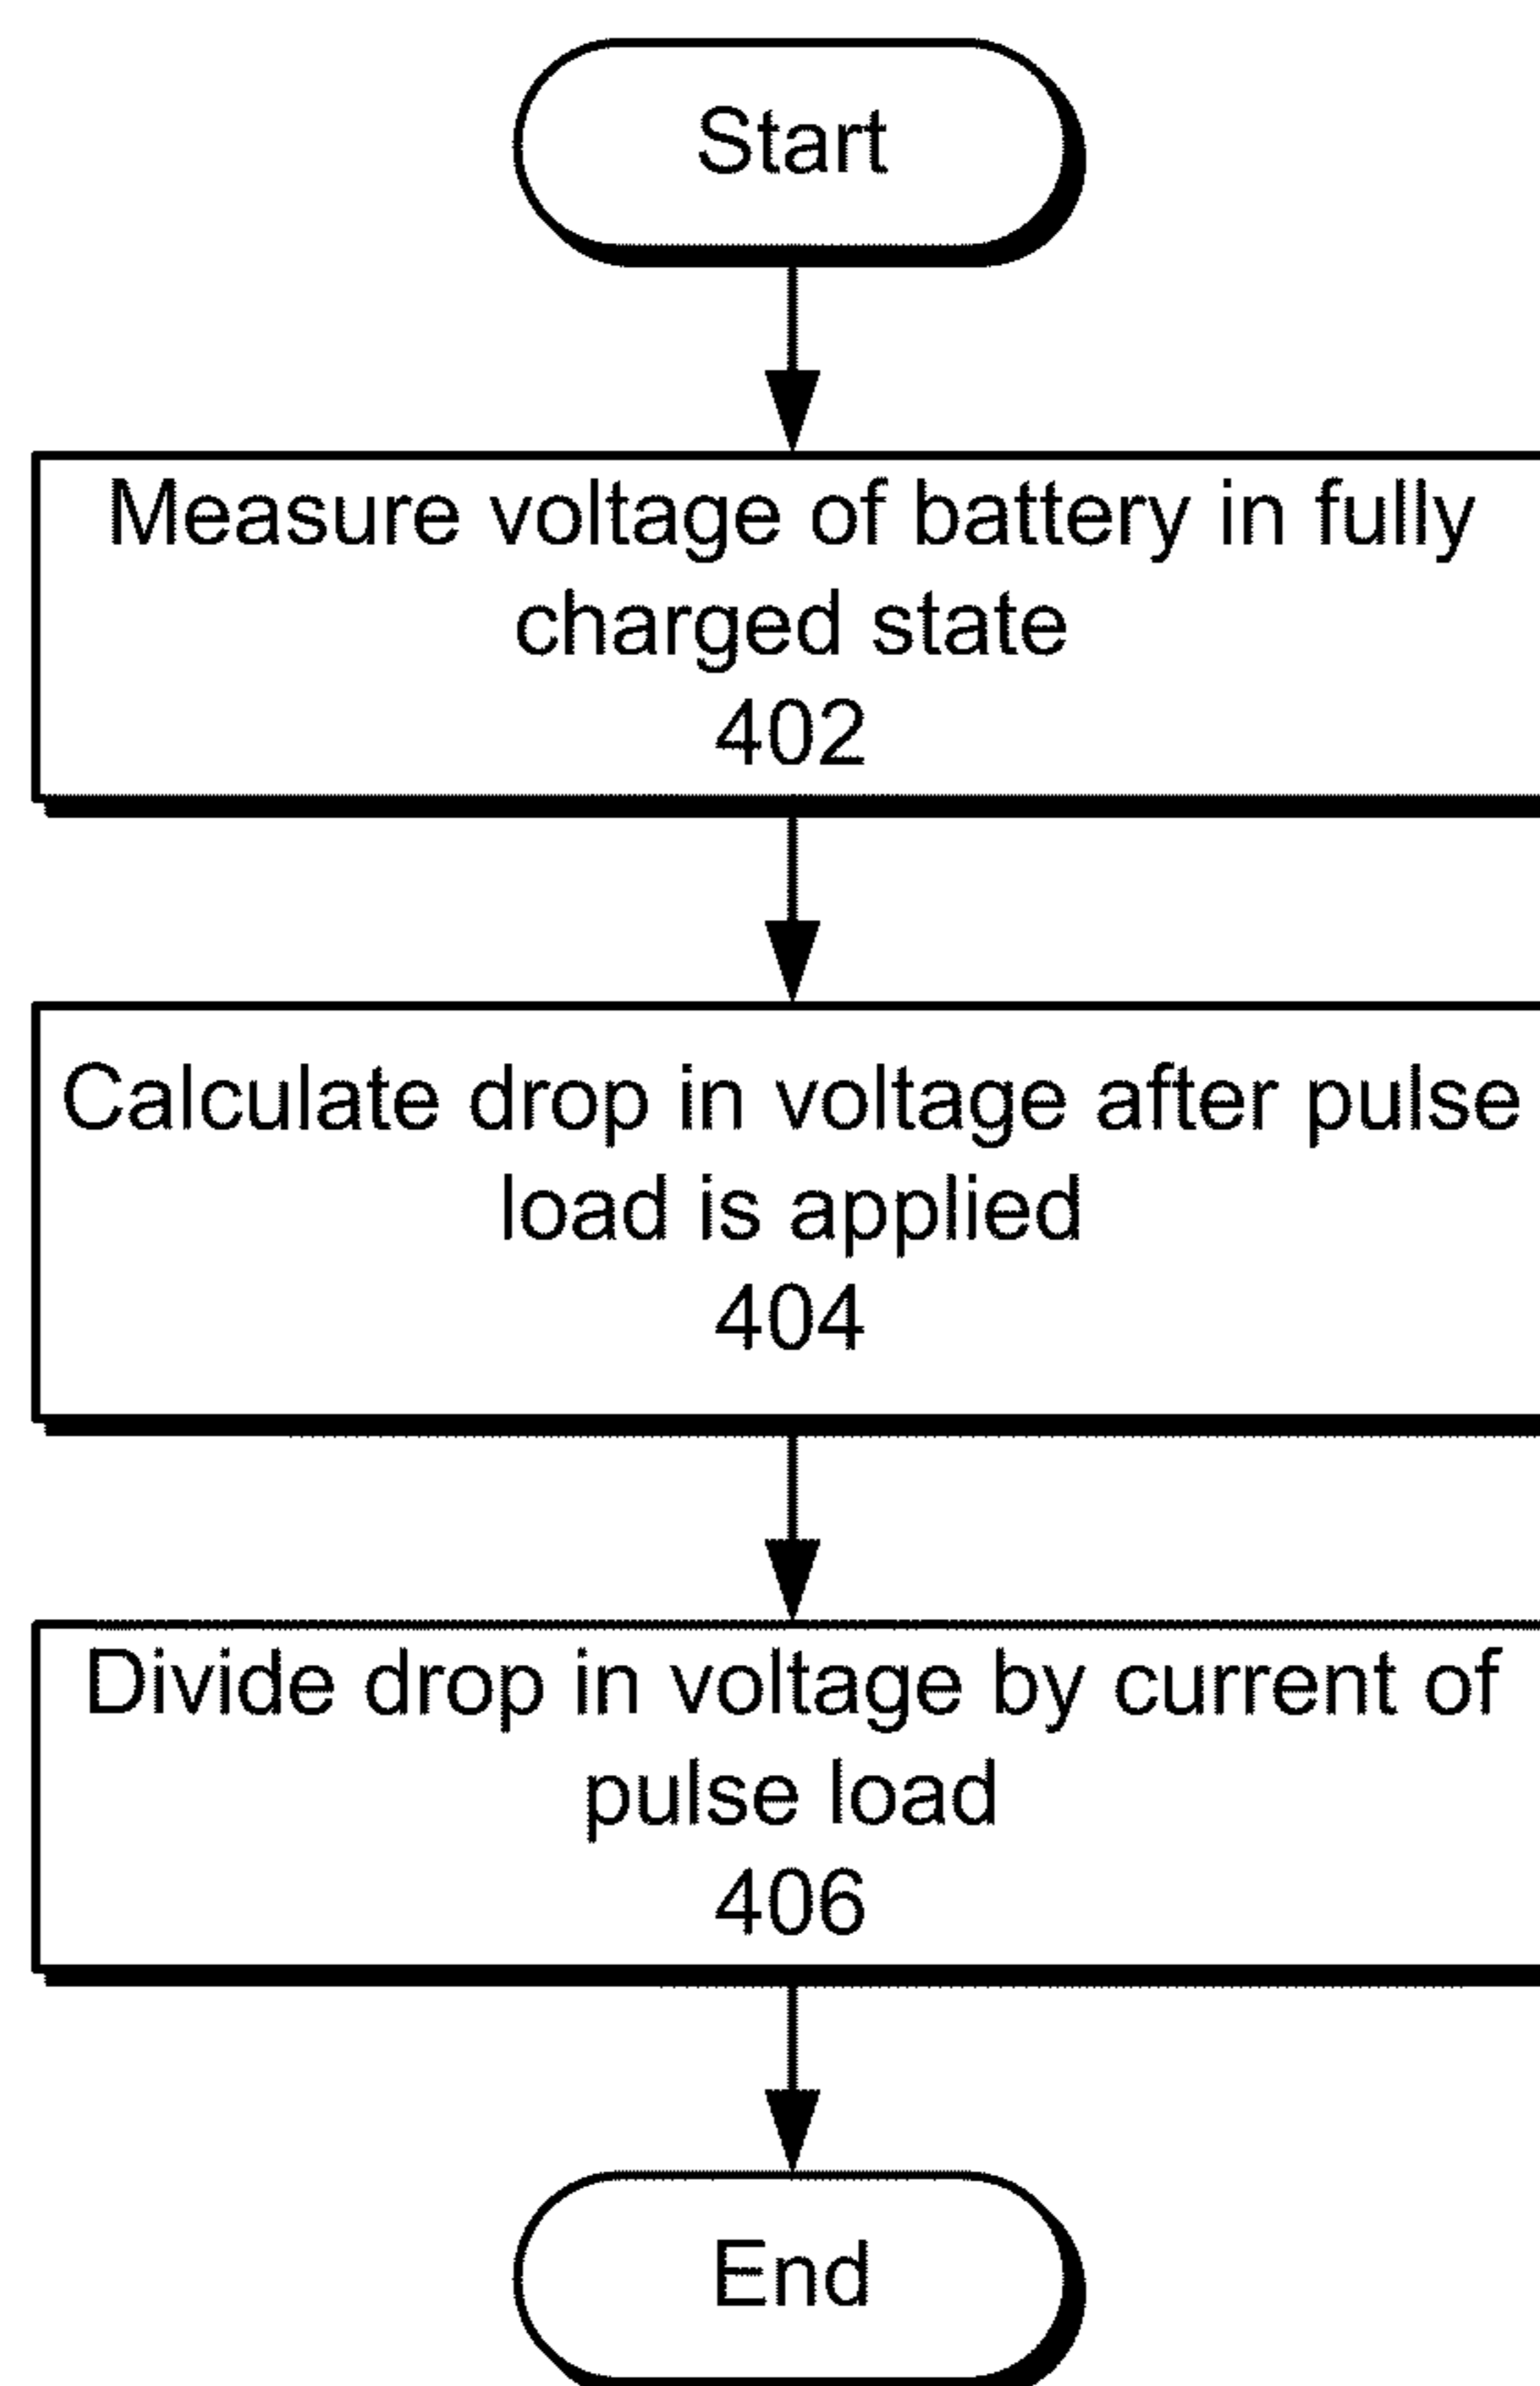 Start
Measure voltage of battery in fully
charged state
402
Calculate drop in voltage after pulse
load is applied
404
Divide drop in voltage by current of
pulse load
406
End